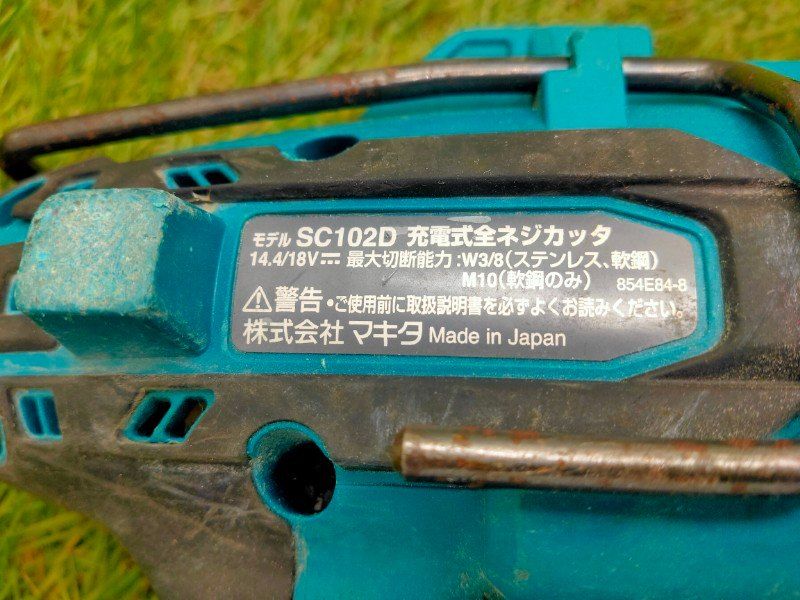 モデル SC102D 充電式全ネジカッタ
14.4/18V⎓ 最大切断能力:W3/8(ステンレス、軟鋼)
M10(軟鋼のみ) 854E84-8
⚠警告・ご使用前に取扱説明書を必ずよくお読みください。
株式会社 マキタ Made in Japan